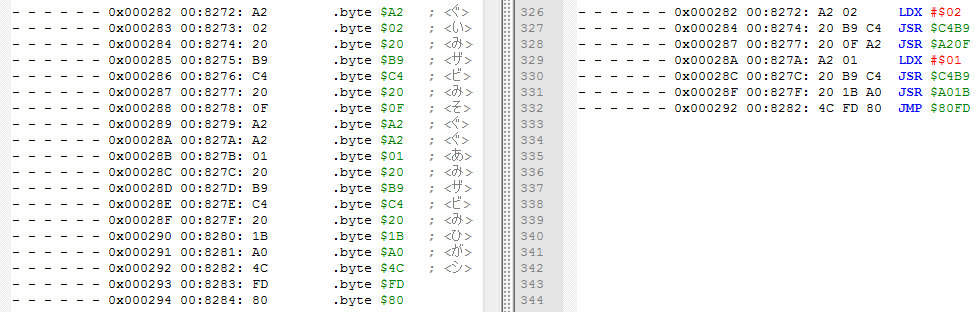 - - - - - - 0x000282 00:8272: A2 .byte $A2 ; <ぐ>
- - - - - - 0x000283 00:8273: 02 .byte $02 ; <い>
- - - - - - 0x000284 00:8274: 20 .byte $20 ; <み>
- - - - - - 0x000285 00:8275: B9 .byte $B9 ; <ザ>
- - - - - - 0x000286 00:8276: C4 .byte $C4 ; <ビ>
- - - - - - 0x000287 00:8277: 20 .byte $20 ; <み>
- - - - - - 0x000288 00:8278: 0F .byte $0F ; <そ>
- - - - - - 0x000289 00:8279: A2 .byte $A2 ; <ぐ>
- - - - - - 0x00028A 00:827A: A2 .byte $A2 ; <ぐ>
- - - - - - 0x00028B 00:827B: 01 .byte $01 ; <あ>
- - - - - - 0x00028C 00:827C: 20 .byte $20 ; <み>
- - - - - - 0x00028D 00:827D: B9 .byte $B9 ; <ザ>
- - - - - - 0x00028E 00:827E: C4 .byte $C4 ; <ビ>
- - - - - - 0x00028F 00:827F: 20 .byte $20 ; <み>
- - - - - - 0x000290 00:8280: 1B .byte $1B ; <ひ>
- - - - - - 0x000291 00:8281: A0 .byte $A0 ; <が>
- - - - - - 0x000292 00:8282: 4C .byte $4C ; <シ>
- - - - - - 0x000293 00:8283: FD .byte $FD
- - - - - - 0x000294 00:8284: 80 .byte $80
326 - - - - - - 0x000282 00:8272: A2 02 LDX #$02
327 - - - - - - 0x000284 00:8274: 20 B9 C4 JSR $C4B9
328 - - - - - - 0x000287 00:8277: 20 0F A2 JSR $A20F
329 - - - - - - 0x00028A 00:827A: A2 01 LDX #$01
330 - - - - - - 0x00028C 00:827C: 20 B9 C4 JSR $C4B9
331 - - - - - - 0x00028F 00:827F: 20 1B A0 JSR $A01B
332 - - - - - - 0x000292 00:8282: 4C FD 80 JMP $80FD
333
334
335
336
337
338
339
340
341
342
343
344